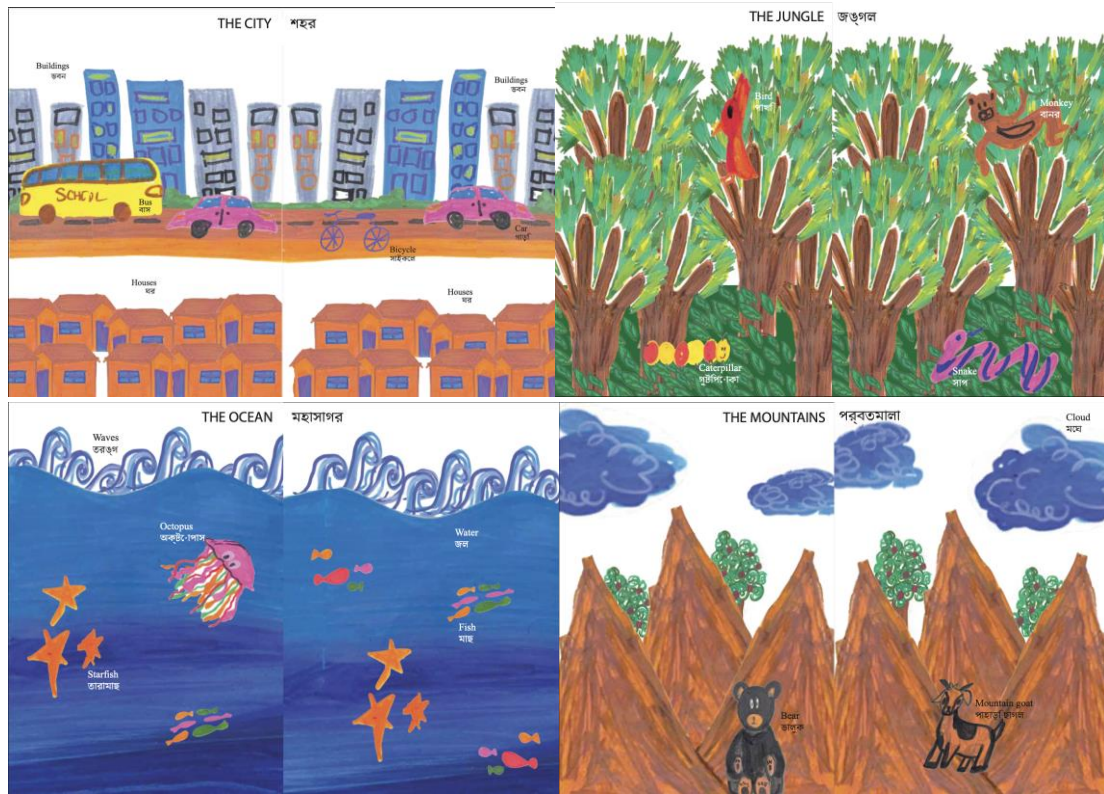 THE CITY শহর
Buildings
ভবন
Buildings
ভবন
SCHOOL
Bus
বাস
Car
গাড়ী
Bicycle
Houses
ঘর
Houses
ঘর
THE JUNGLE জঙ্গল
Bird
পাখী
Monkey
বানর
Caterpillar
Snake
সাপ
THE OCEAN মহাসাগর
Waves
তরঙ্গ
Octopus
Water
জল
Fish
মাছ
Starfish
তারামাছ
THE MOUNTAINS পর্বতমালা
Cloud
মঘে
Bear
ভালুক
Mountain goat
পাহাড়ী ছাগল